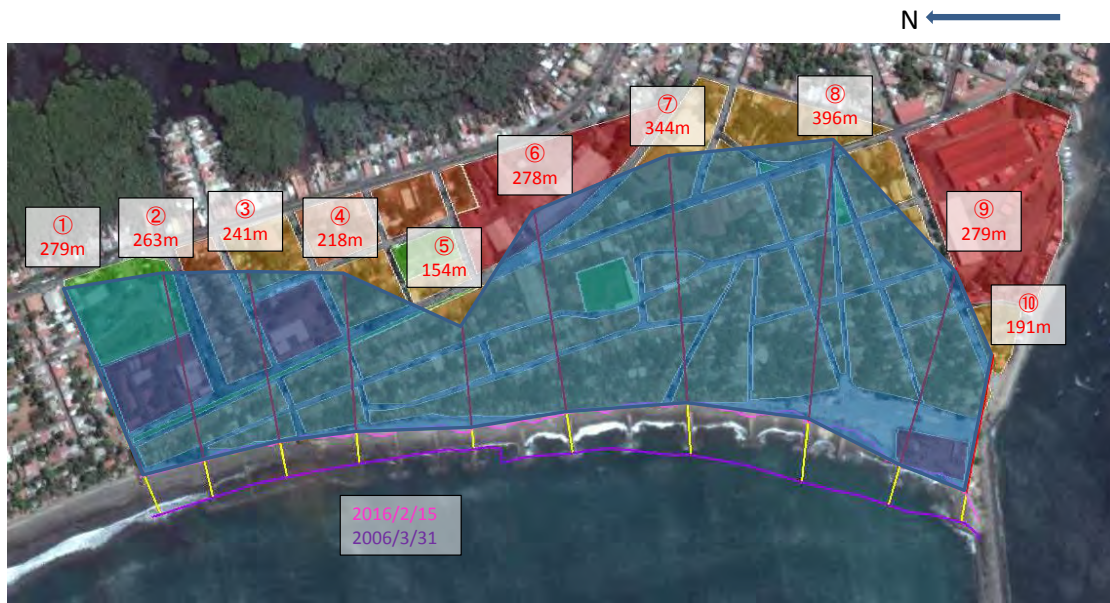 N
⑦
344m
⑧
396m
⑥
278m
①
279m
②
263m
③
241m
④
218m
⑤
154m
⑨
279m
⑩
191m
2016/2/15
2006/3/31